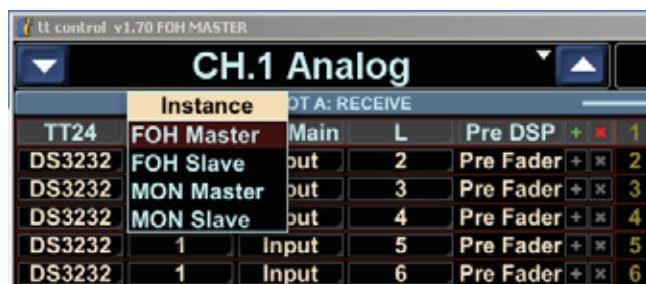 tt control v1.70 FOH MASTER
CH.1 Analog
Instance OT A: RECEIVE
TT24 FOH Master Main L Pre DSP + × 1
DS3232 FOH Slave put 2 Pre Fader + × 2
DS3232 MON Master put 3 Pre Fader + × 3
DS3232 MON Slave put 4 Pre Fader + × 4
DS3232 1 Input 5 Pre Fader + × 5
DS3232 1 Input 6 Pre Fader + × 6